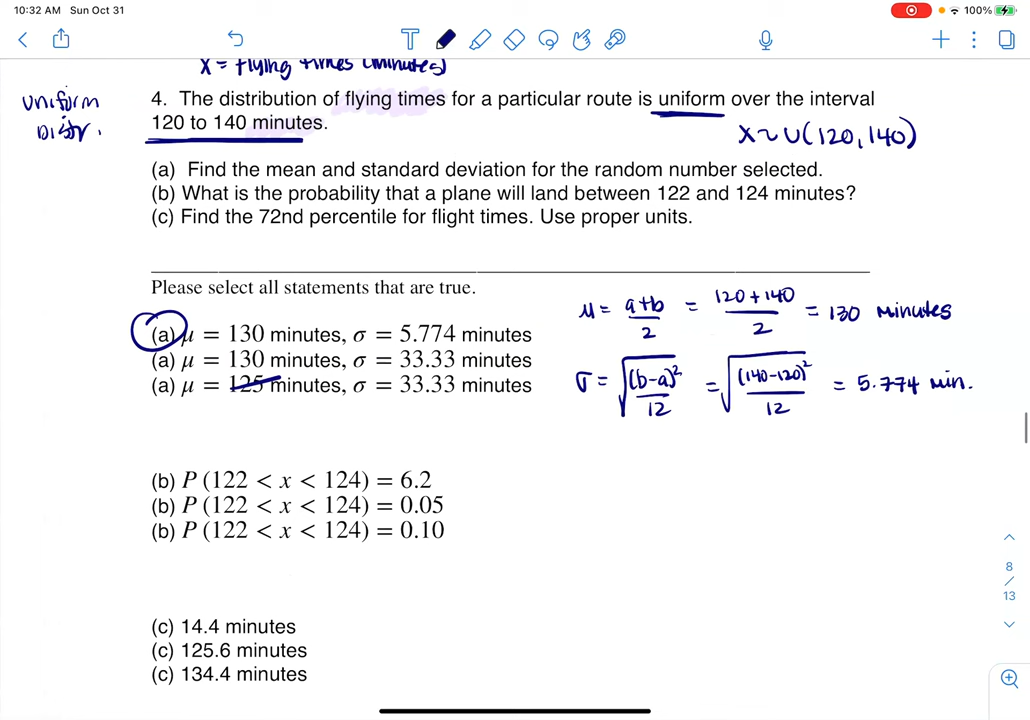 10:32 AM Sun Oct 31 100%
x = flying times (minutes)
uniform
Distr.
4. The distribution of flying times for a particular route is uniform over the interval
120 to 140 minutes.
X~U(120,140)
(a) Find the mean and standard deviation for the random number selected.
(b) What is the probability that a plane will land between 122 and 124 minutes?
(c) Find the 72nd percentile for flight times. Use proper units.
Please select all statements that are true.
(a) μ = 130 minutes, σ = 5.774 minutes
(a) μ = 130 minutes, σ = 33.33 minutes
(a) μ = 125 minutes, σ = 33.33 minutes
μ = a+b/2 = 120+140/2 = 130 minutes
σ = √(b-a)²/12 = √(140-120)²/12 = 5.774 min.
(b) P (122 < x < 124) = 6.2
(b) P (122 < x < 124) = 0.05
(b) P (122 < x < 124) = 0.10
(c) 14.4 minutes
(c) 125.6 minutes
(c) 134.4 minutes
8
/
13